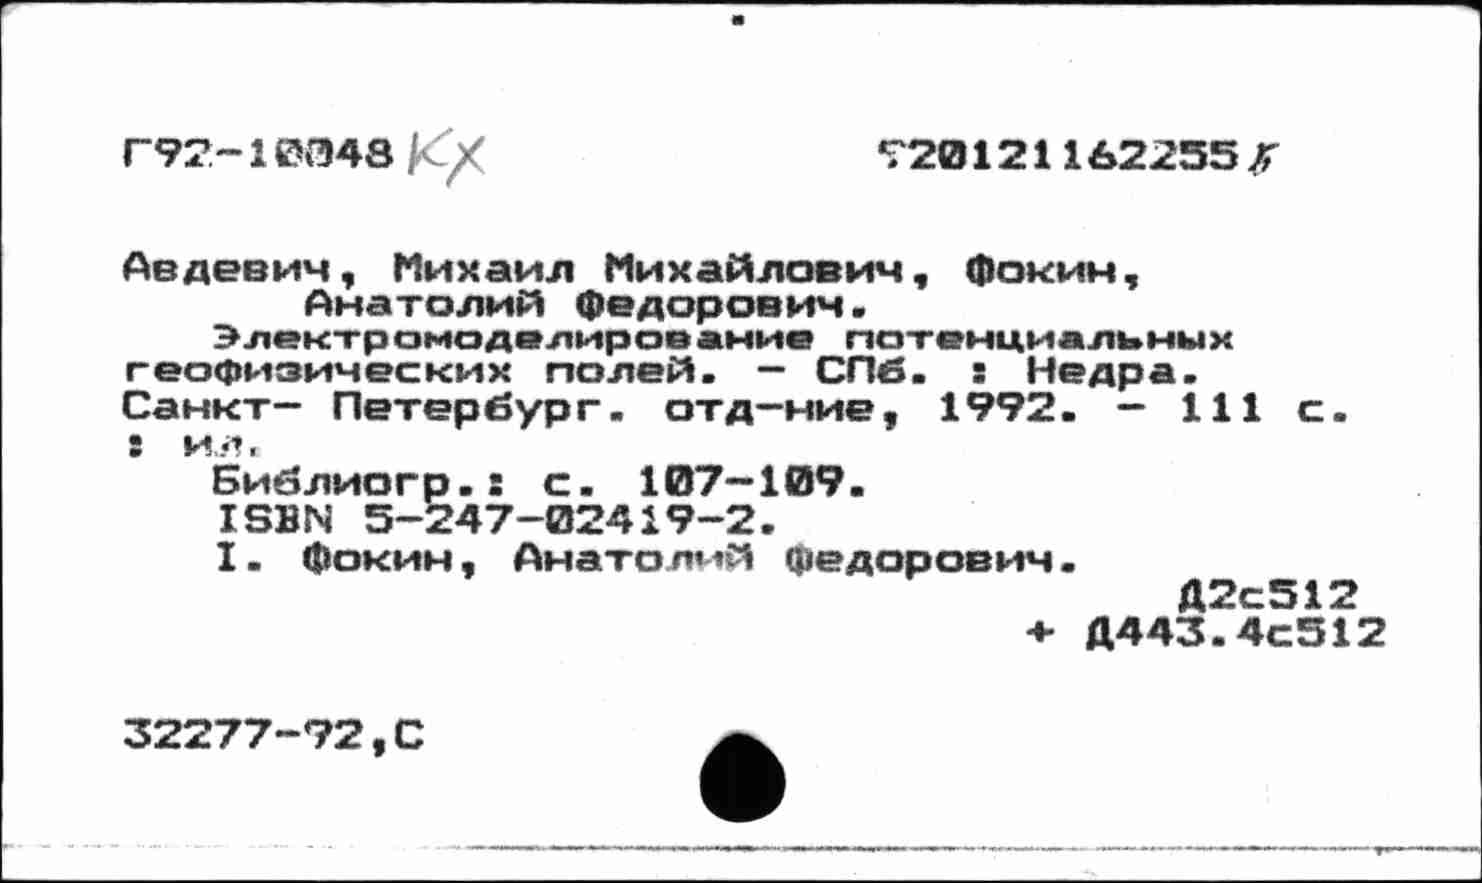 Г92-10048 КХ 920121162255
Авдевич, Михаил Михайлович, Фокин,
Анатолий Федорович.
Электромоделирование потенциальных
геофизических полей. - СПб. : Недра.
Санкт- Петербург. отд-ние, 1992. - 111 с.
: ил.
Библиогр.: с. 107-109.
ISBN 5-247-02419-2.
I. Фокин, Анатолий Федорович.
Д2с512
+ Д443.4с512
32277-92,С